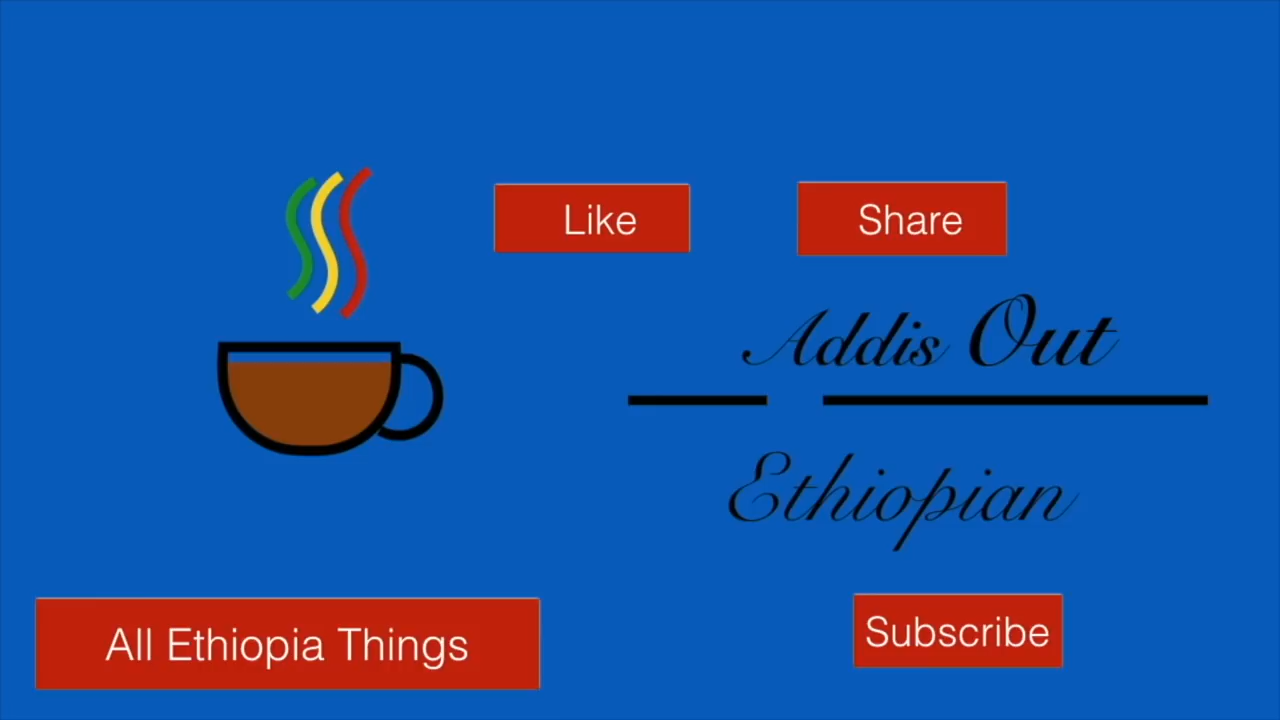 Like
Share
Addis Out
Ethiopian
All Ethiopia Things
Subscribe